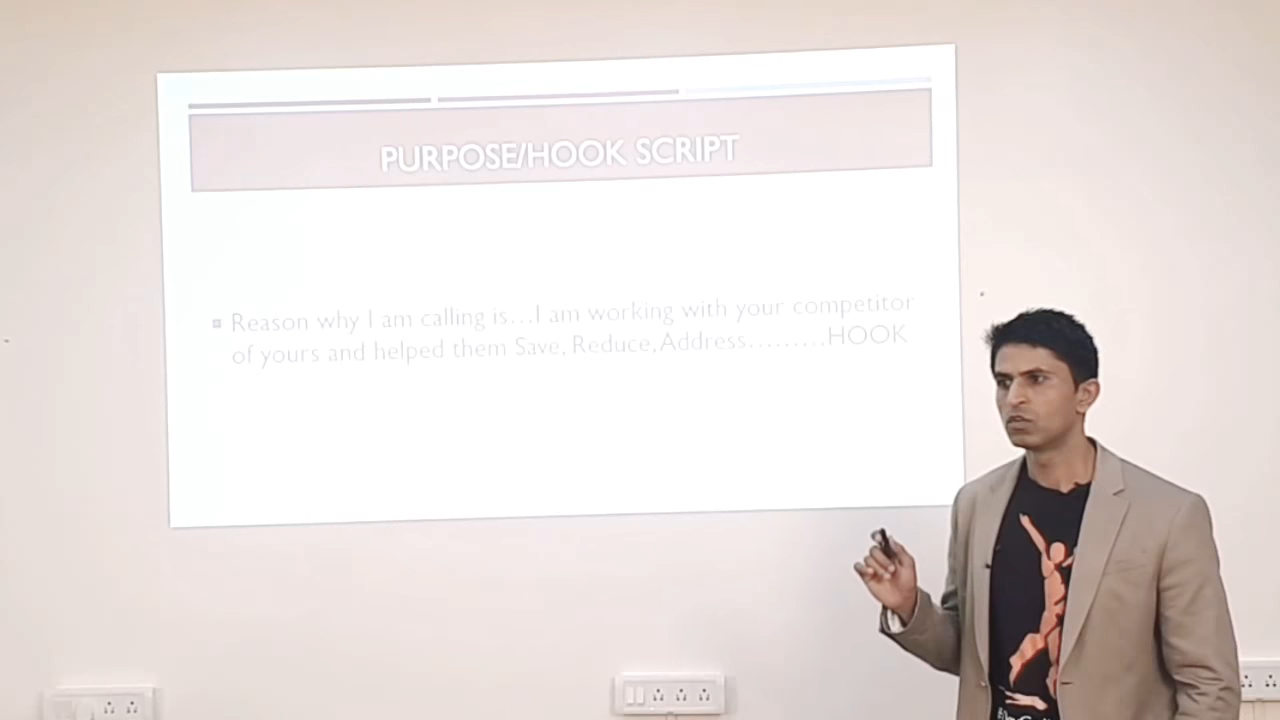 PURPOSE/HOOK SCRIPT
Reason why I am calling is...I am working with your competitor
of yours and helped them Save, Reduce,Address.........HOOK